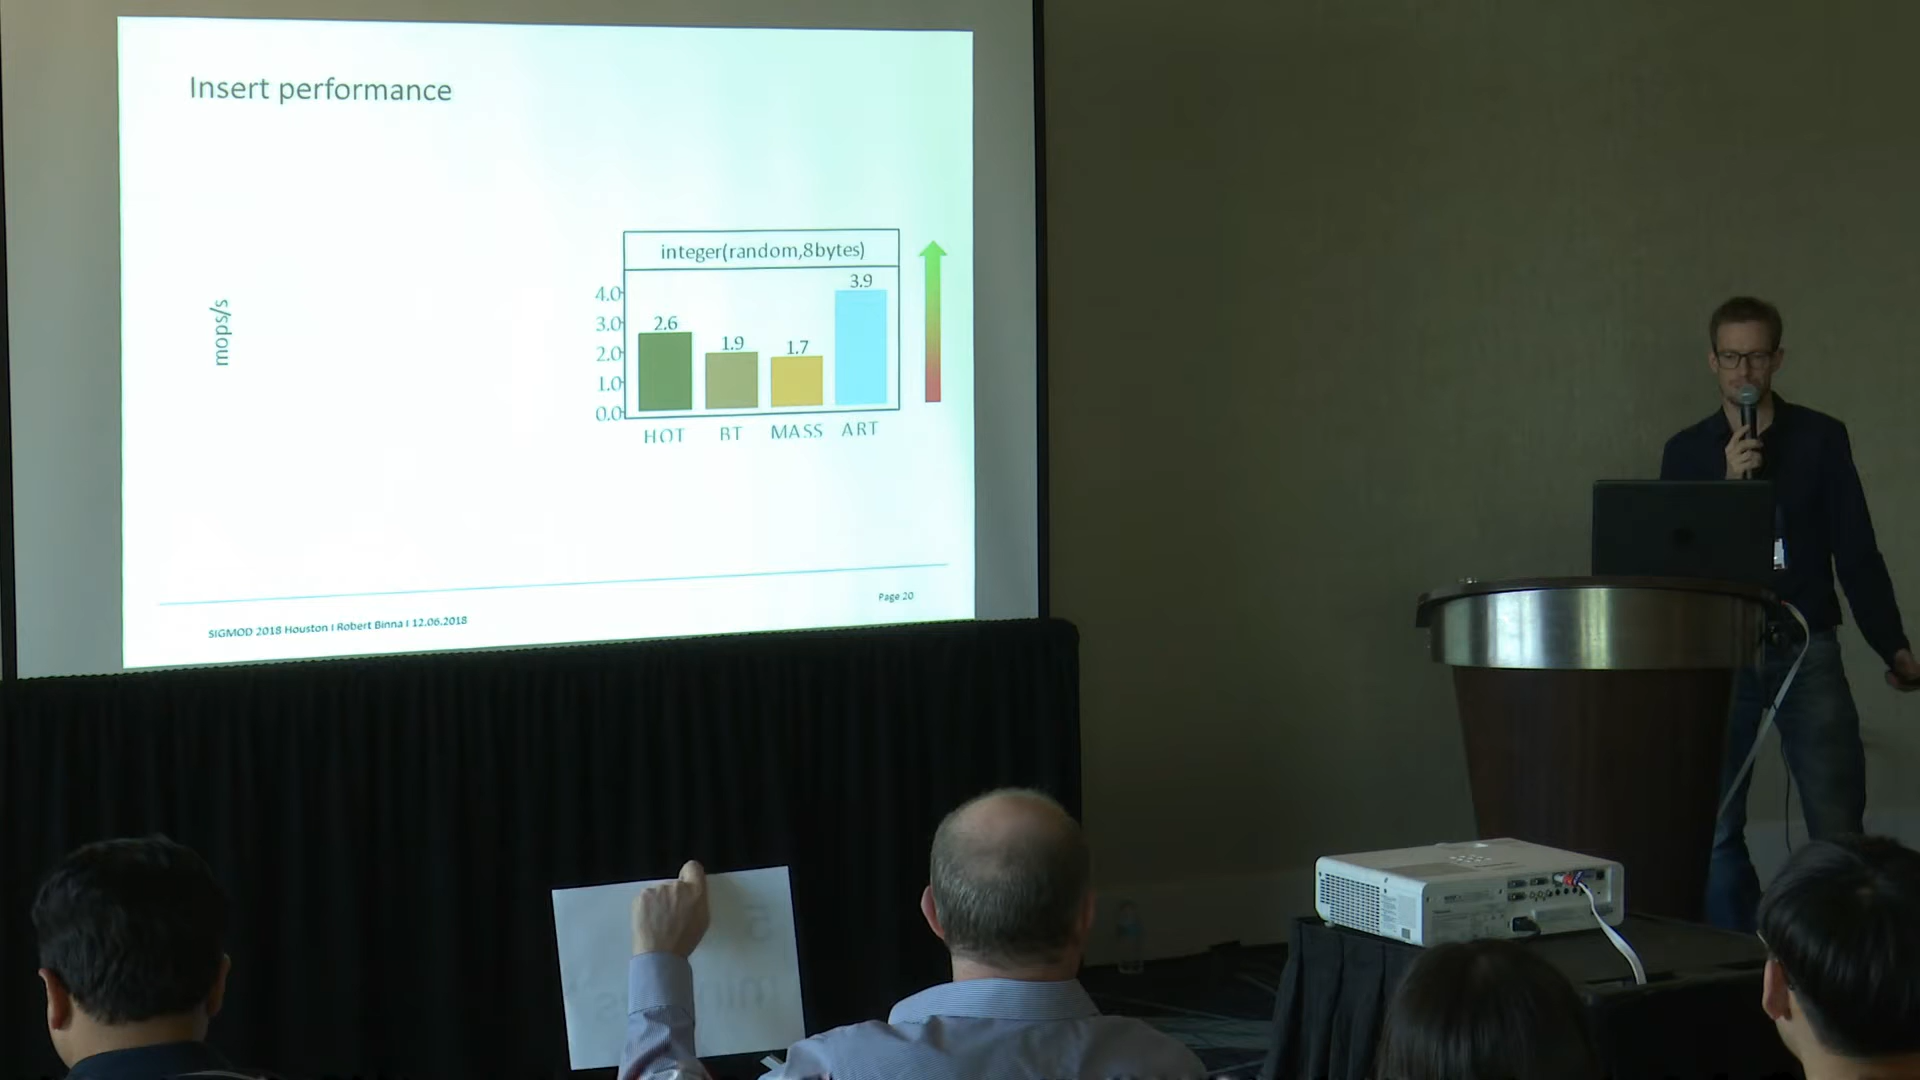 Insert performance
mops/s
integer(random,8bytes)
4.0
3.0
2.0
1.0
0.0
2.6
1.9
1.7
3.9
HOT BT MASS ART
Page 20
SIGMOD 2018 Houston I Robert Binna I 12.06.2018